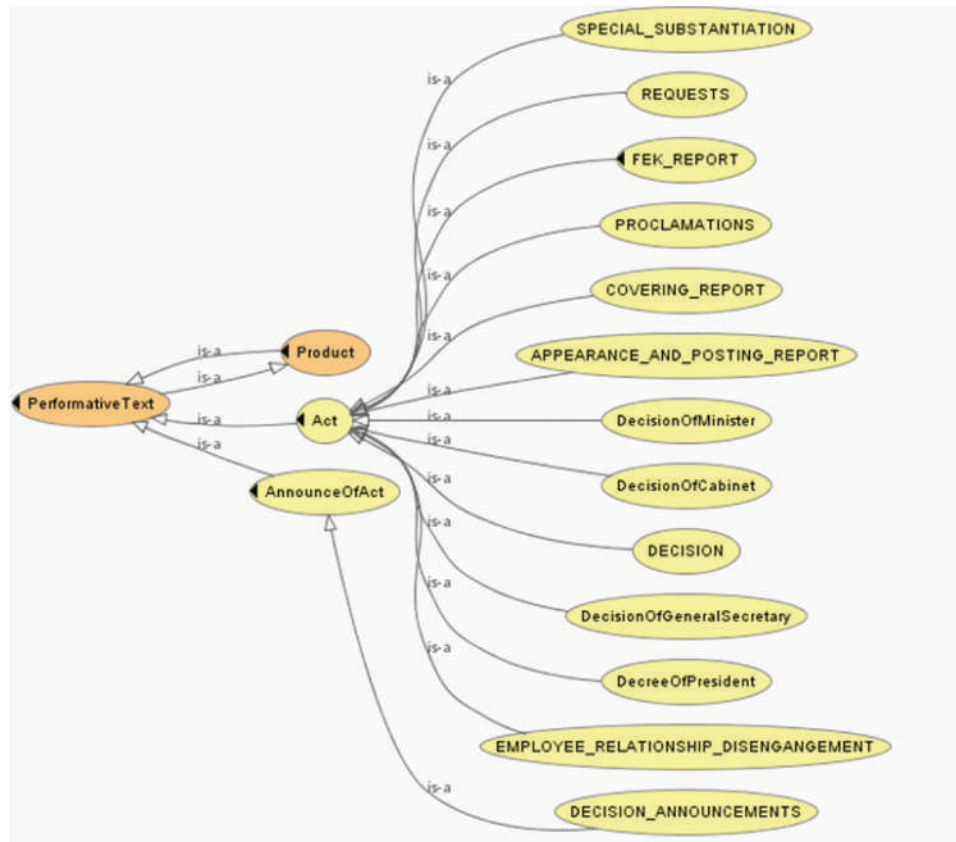 SPECIAL_SUBSTANTIATION
is-a
REQUESTS
is-a
FEK_REPORT
is-a
PROCLAMATIONS
is-a
COVERING_REPORT
is-a
Product
is-a
APPEARANCE_AND_POSTING_REPORT
is-a
is-a
PerformativeText
is-a
Act
is-a
DecisionOfMinister
is-a
is-a
DecisionOfCabinet
is-a
AnnounceOfAct
is-a
DECISION
is-a
DecisionOfGeneralSecretary
is-a
DecreeOfPresident
EMPLOYEE_RELATIONSHIP_DISENGANGEMENT
is-a
DECISION_ANNOUNCEMENTS